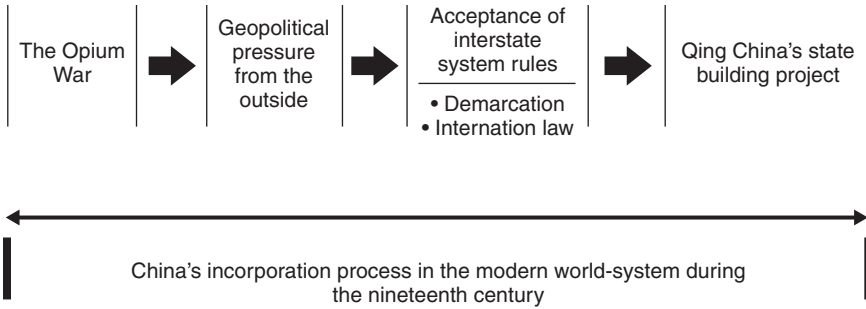 The Opium
War
Geopolitical
pressure
from the
outside
Acceptance of
interstate
system rules
• Demarcation
• Internation law
Qing China's state
building project
China's incorporation process in the modern world-system during
the nineteenth century